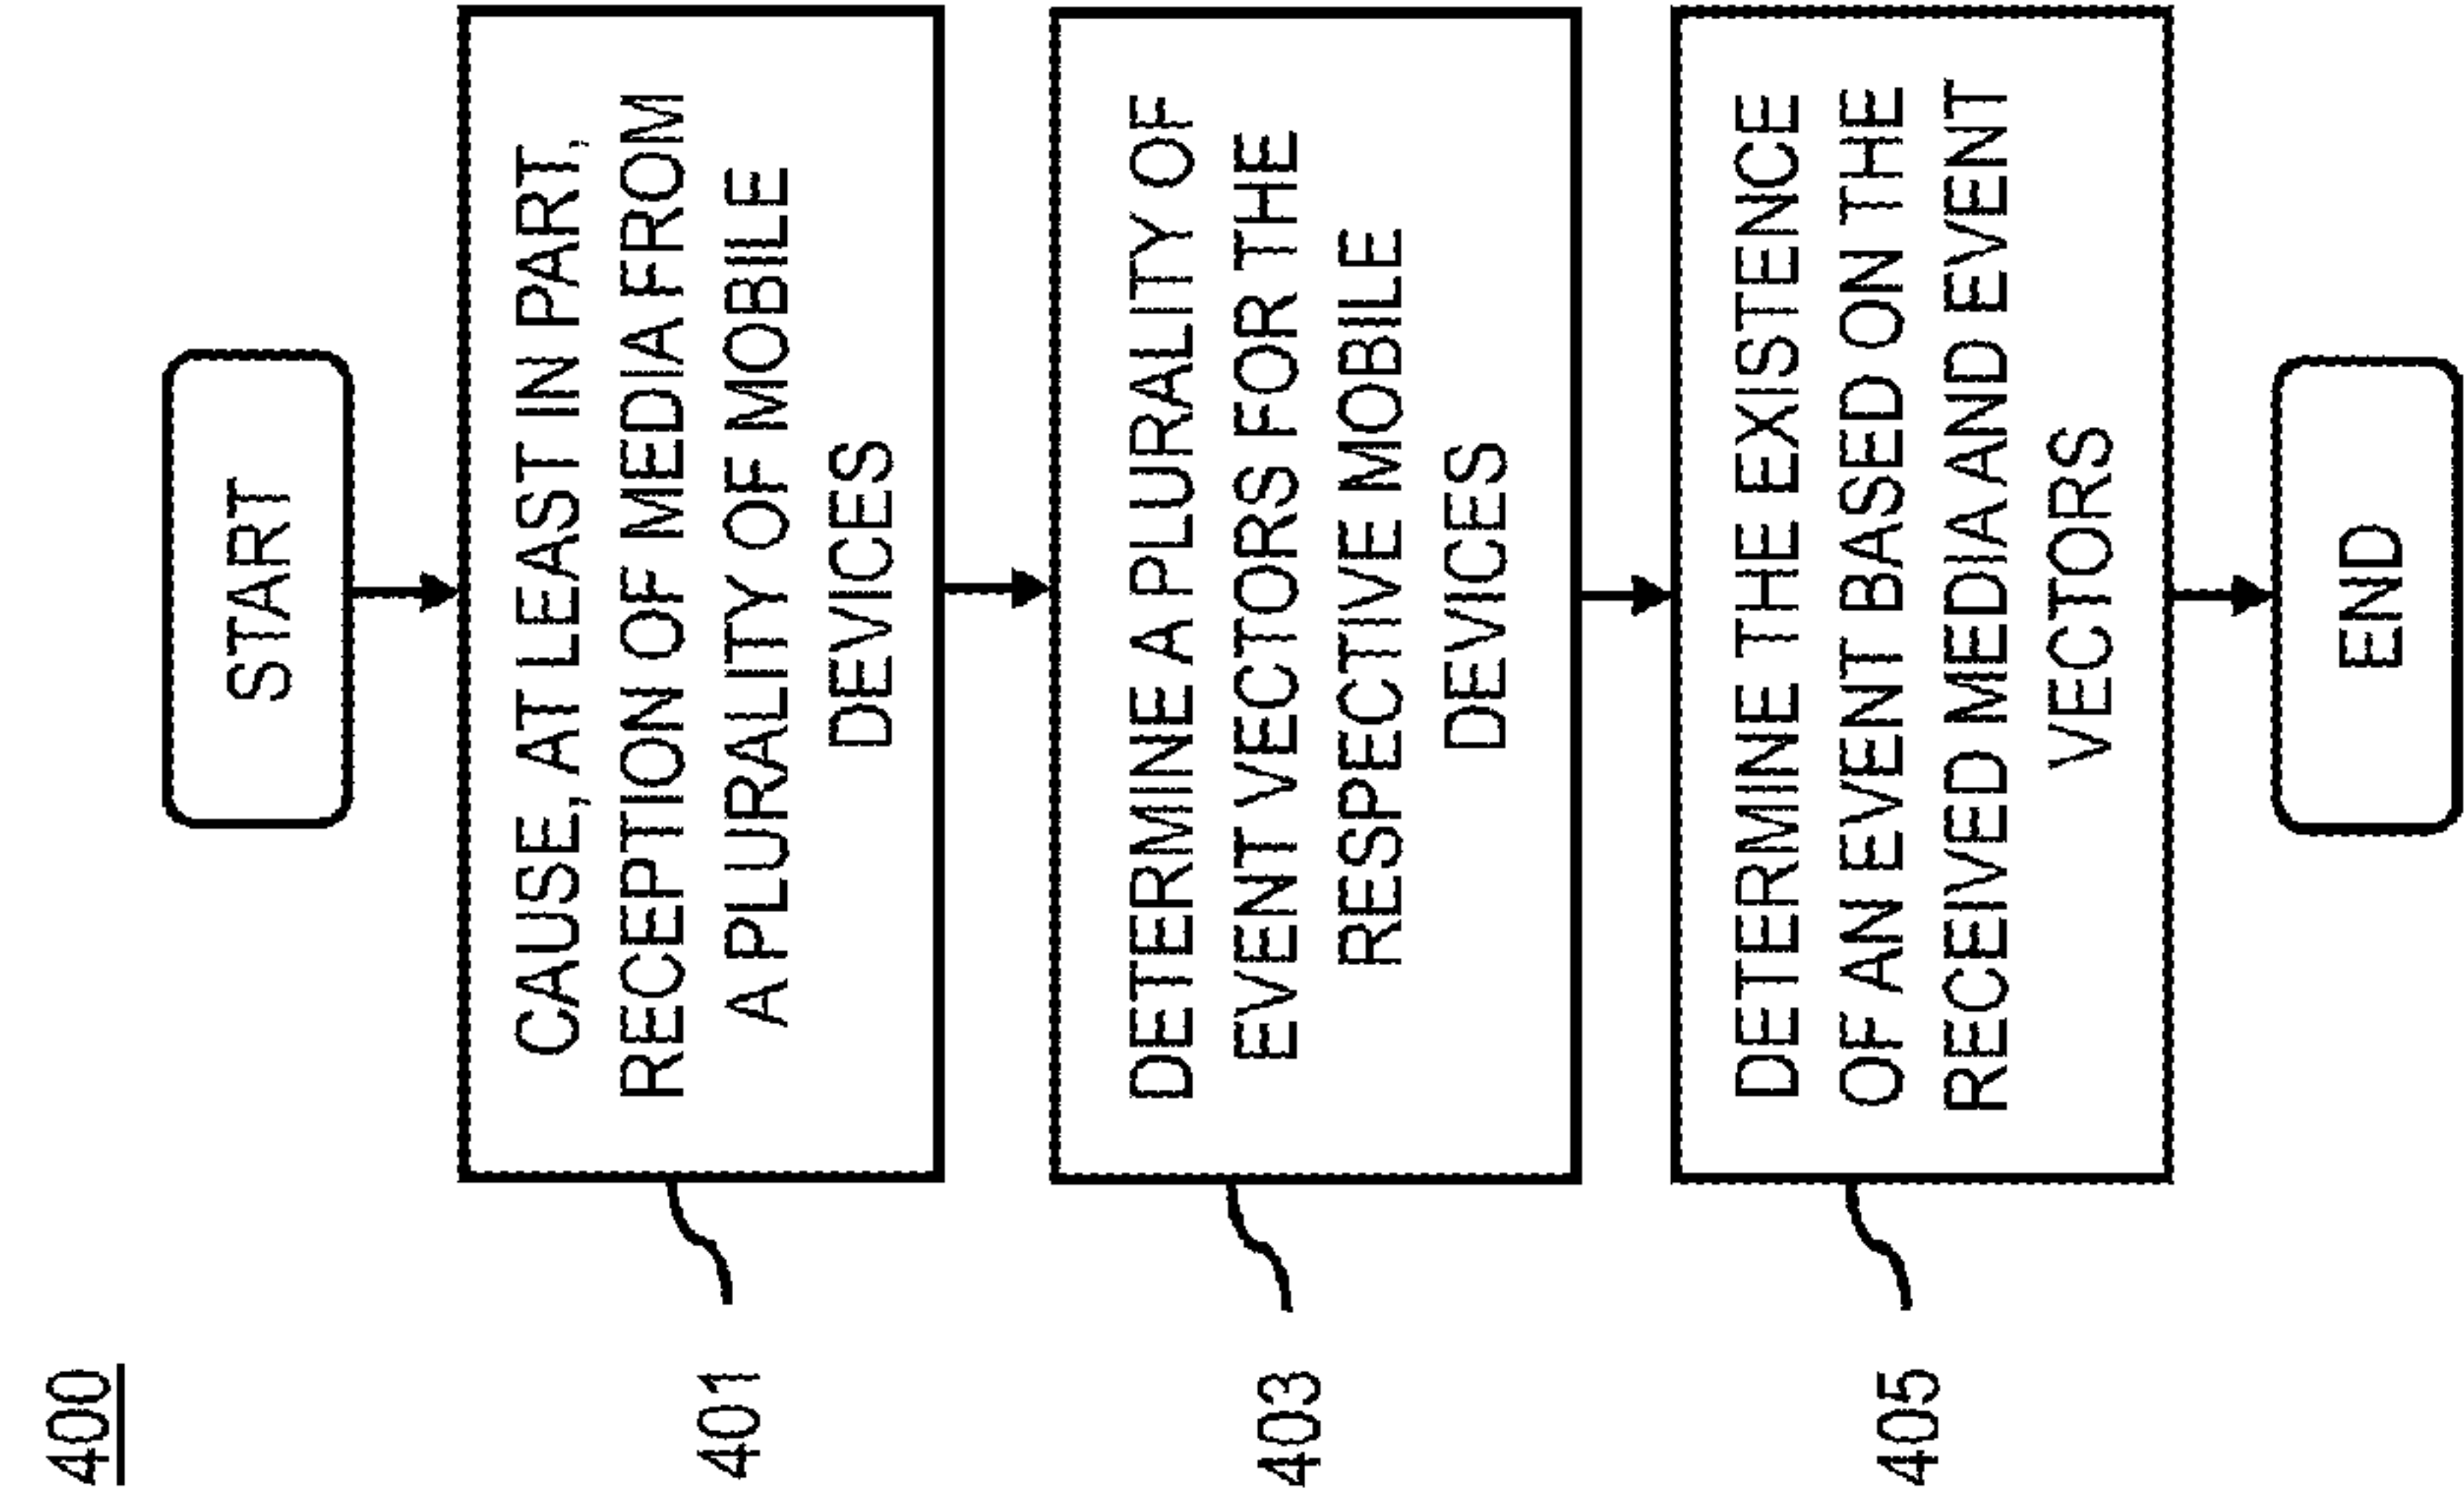 400
START
CAUSE, AT LEAST IN PART,
RECEPTION OF MEDIA FROM
A PLURALITY OF MOBILE
DEVICES
401
DETERMINE A PLURALITY OF
EVENT VECTORS FOR THE
RESPECTIVE MOBILE
DEVICES
403
DETERMINE THE EXISTENCE
OF AN EVENT BASED ON THE
RECEIVED MEDIA AND EVENT
VECTORS
405
END